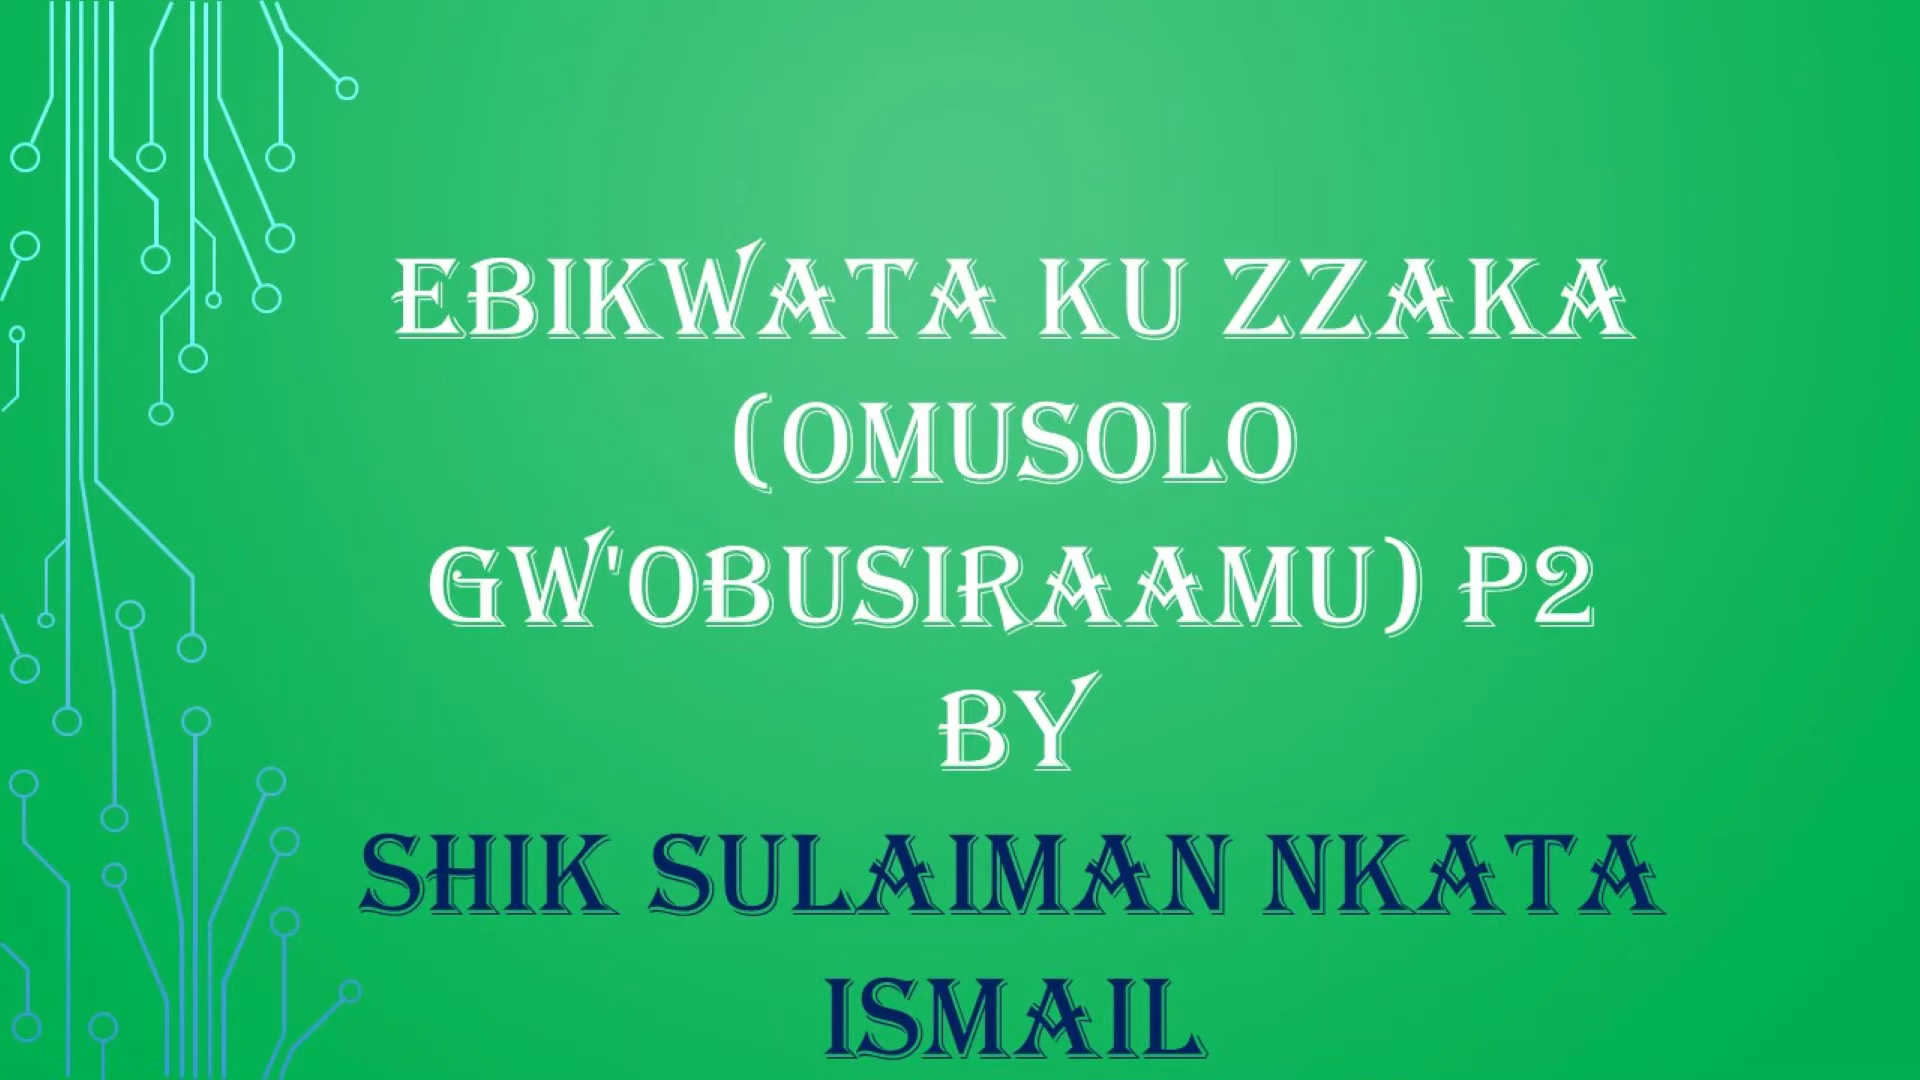 EBIKWATA KU ZZAKA
(OMUSOLO
GW'OBUSIRAAMU) P2
BY
SHIK SULAIMAN NKATA
ISMAIL